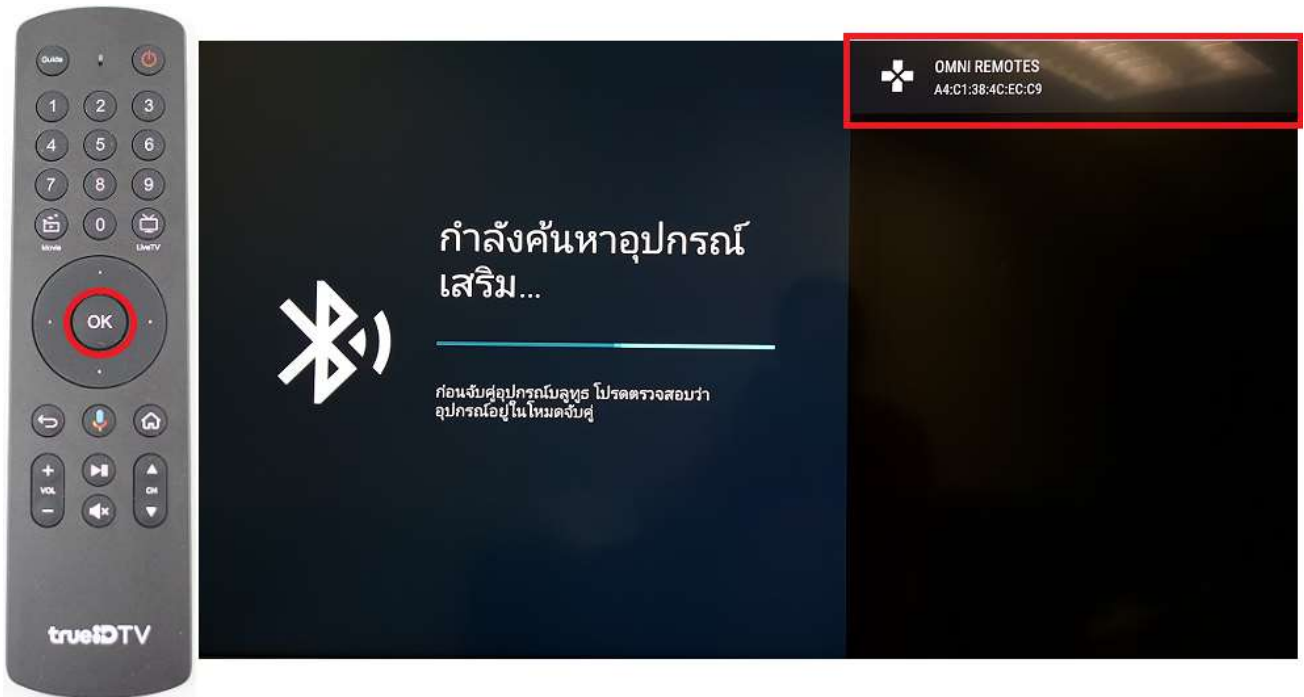 Guide
1 2 3
4 5 6
7 8 9
0
Movie
LiveTV
OK
+
VOL
-
CH
trueIDTV
กำลังค้นหาอุปกรณ์
เสริม...
ก่อนจับคู่อุปกรณ์บลูทูธ โปรดตรวจสอบว่า
อุปกรณ์อยู่ในโหมดจับคู่
OMNI REMOTES
A4:C1:38:4C:EC:C9